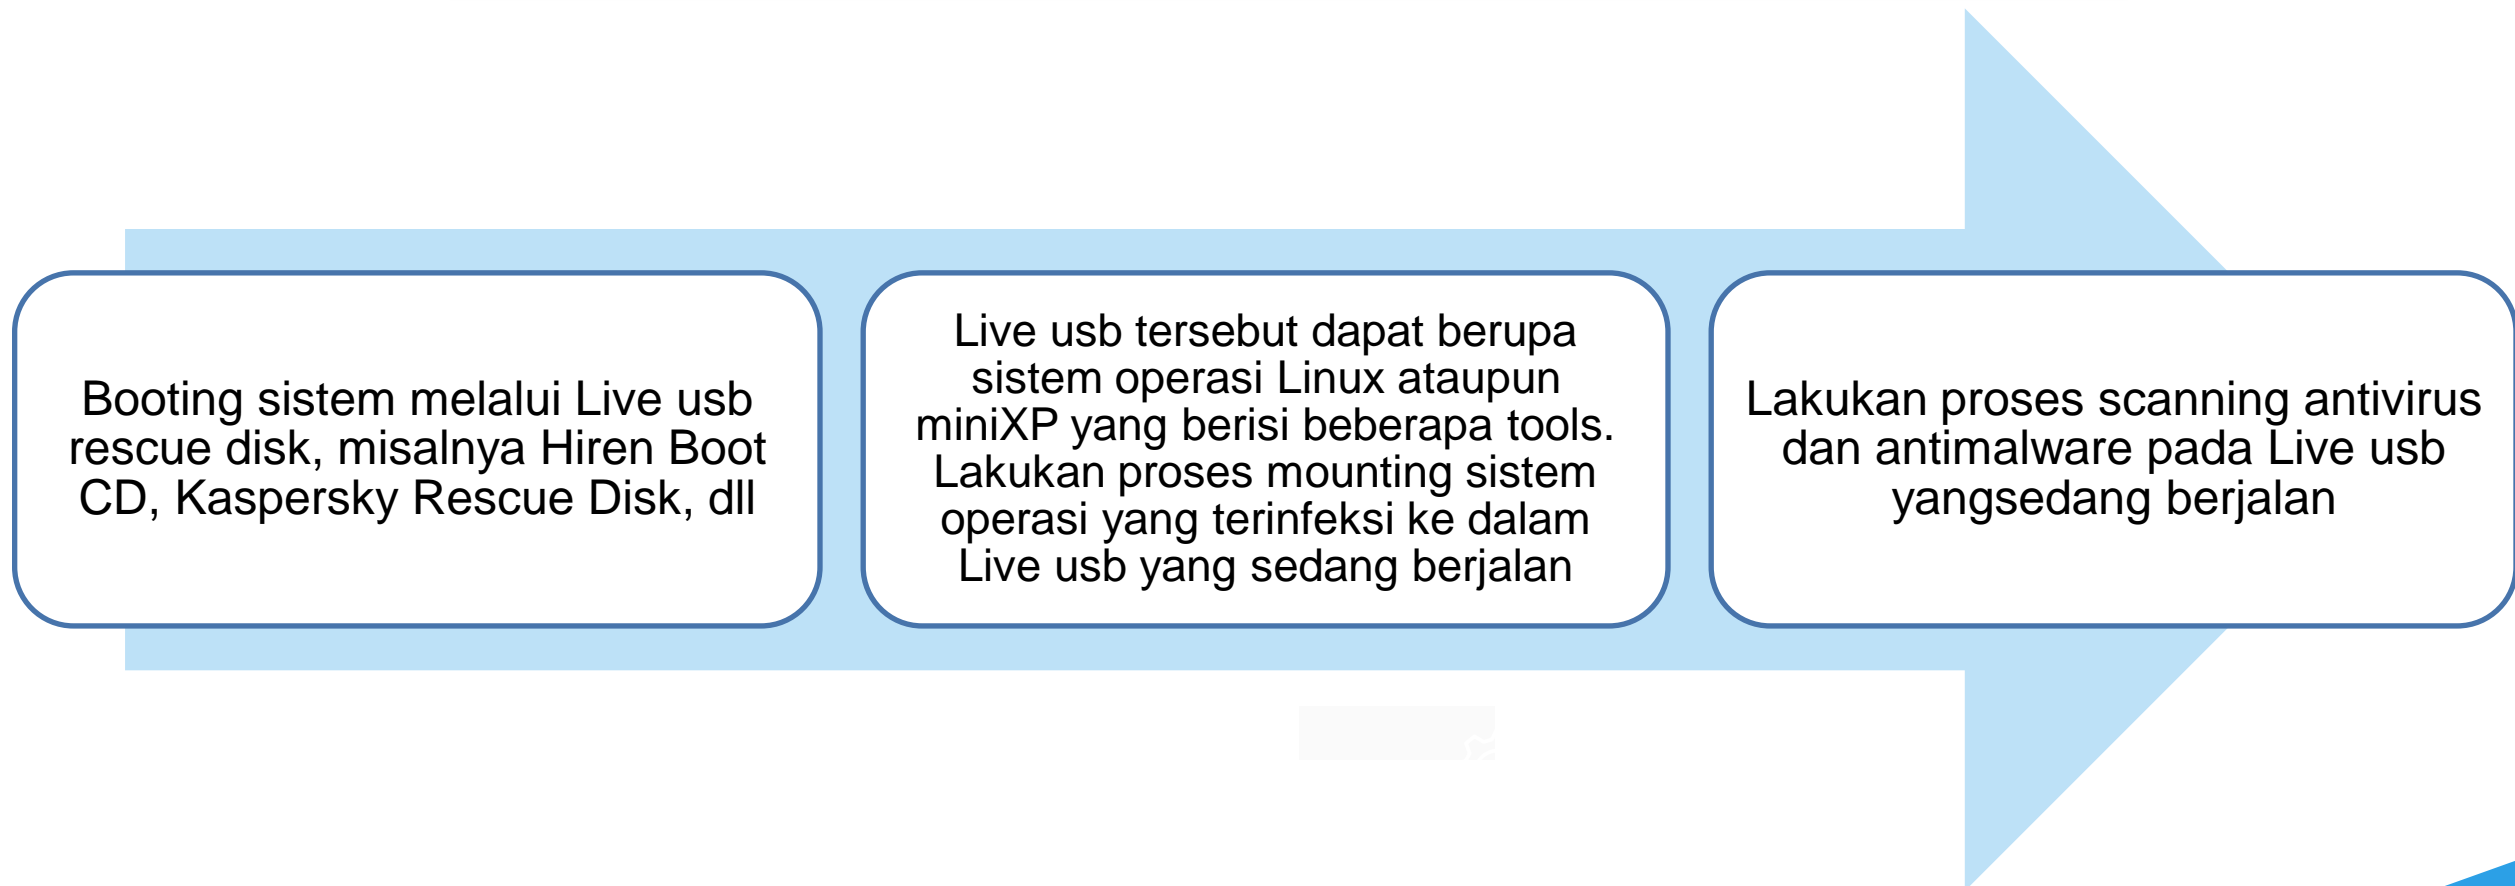 Booting sistem melalui Live usb
rescue disk, misalnya Hiren Boot
CD, Kaspersky Rescue Disk, dll
Live usb tersebut dapat berupa
sistem operasi Linux ataupun
miniXP yang berisi beberapa tools.
Lakukan proses mounting sistem
operasi yang terinfeksi ke dalam
Live usb yang sedang berjalan
Lakukan proses scanning antivirus
dan antimalware pada Live usb
yangsedang berjalan